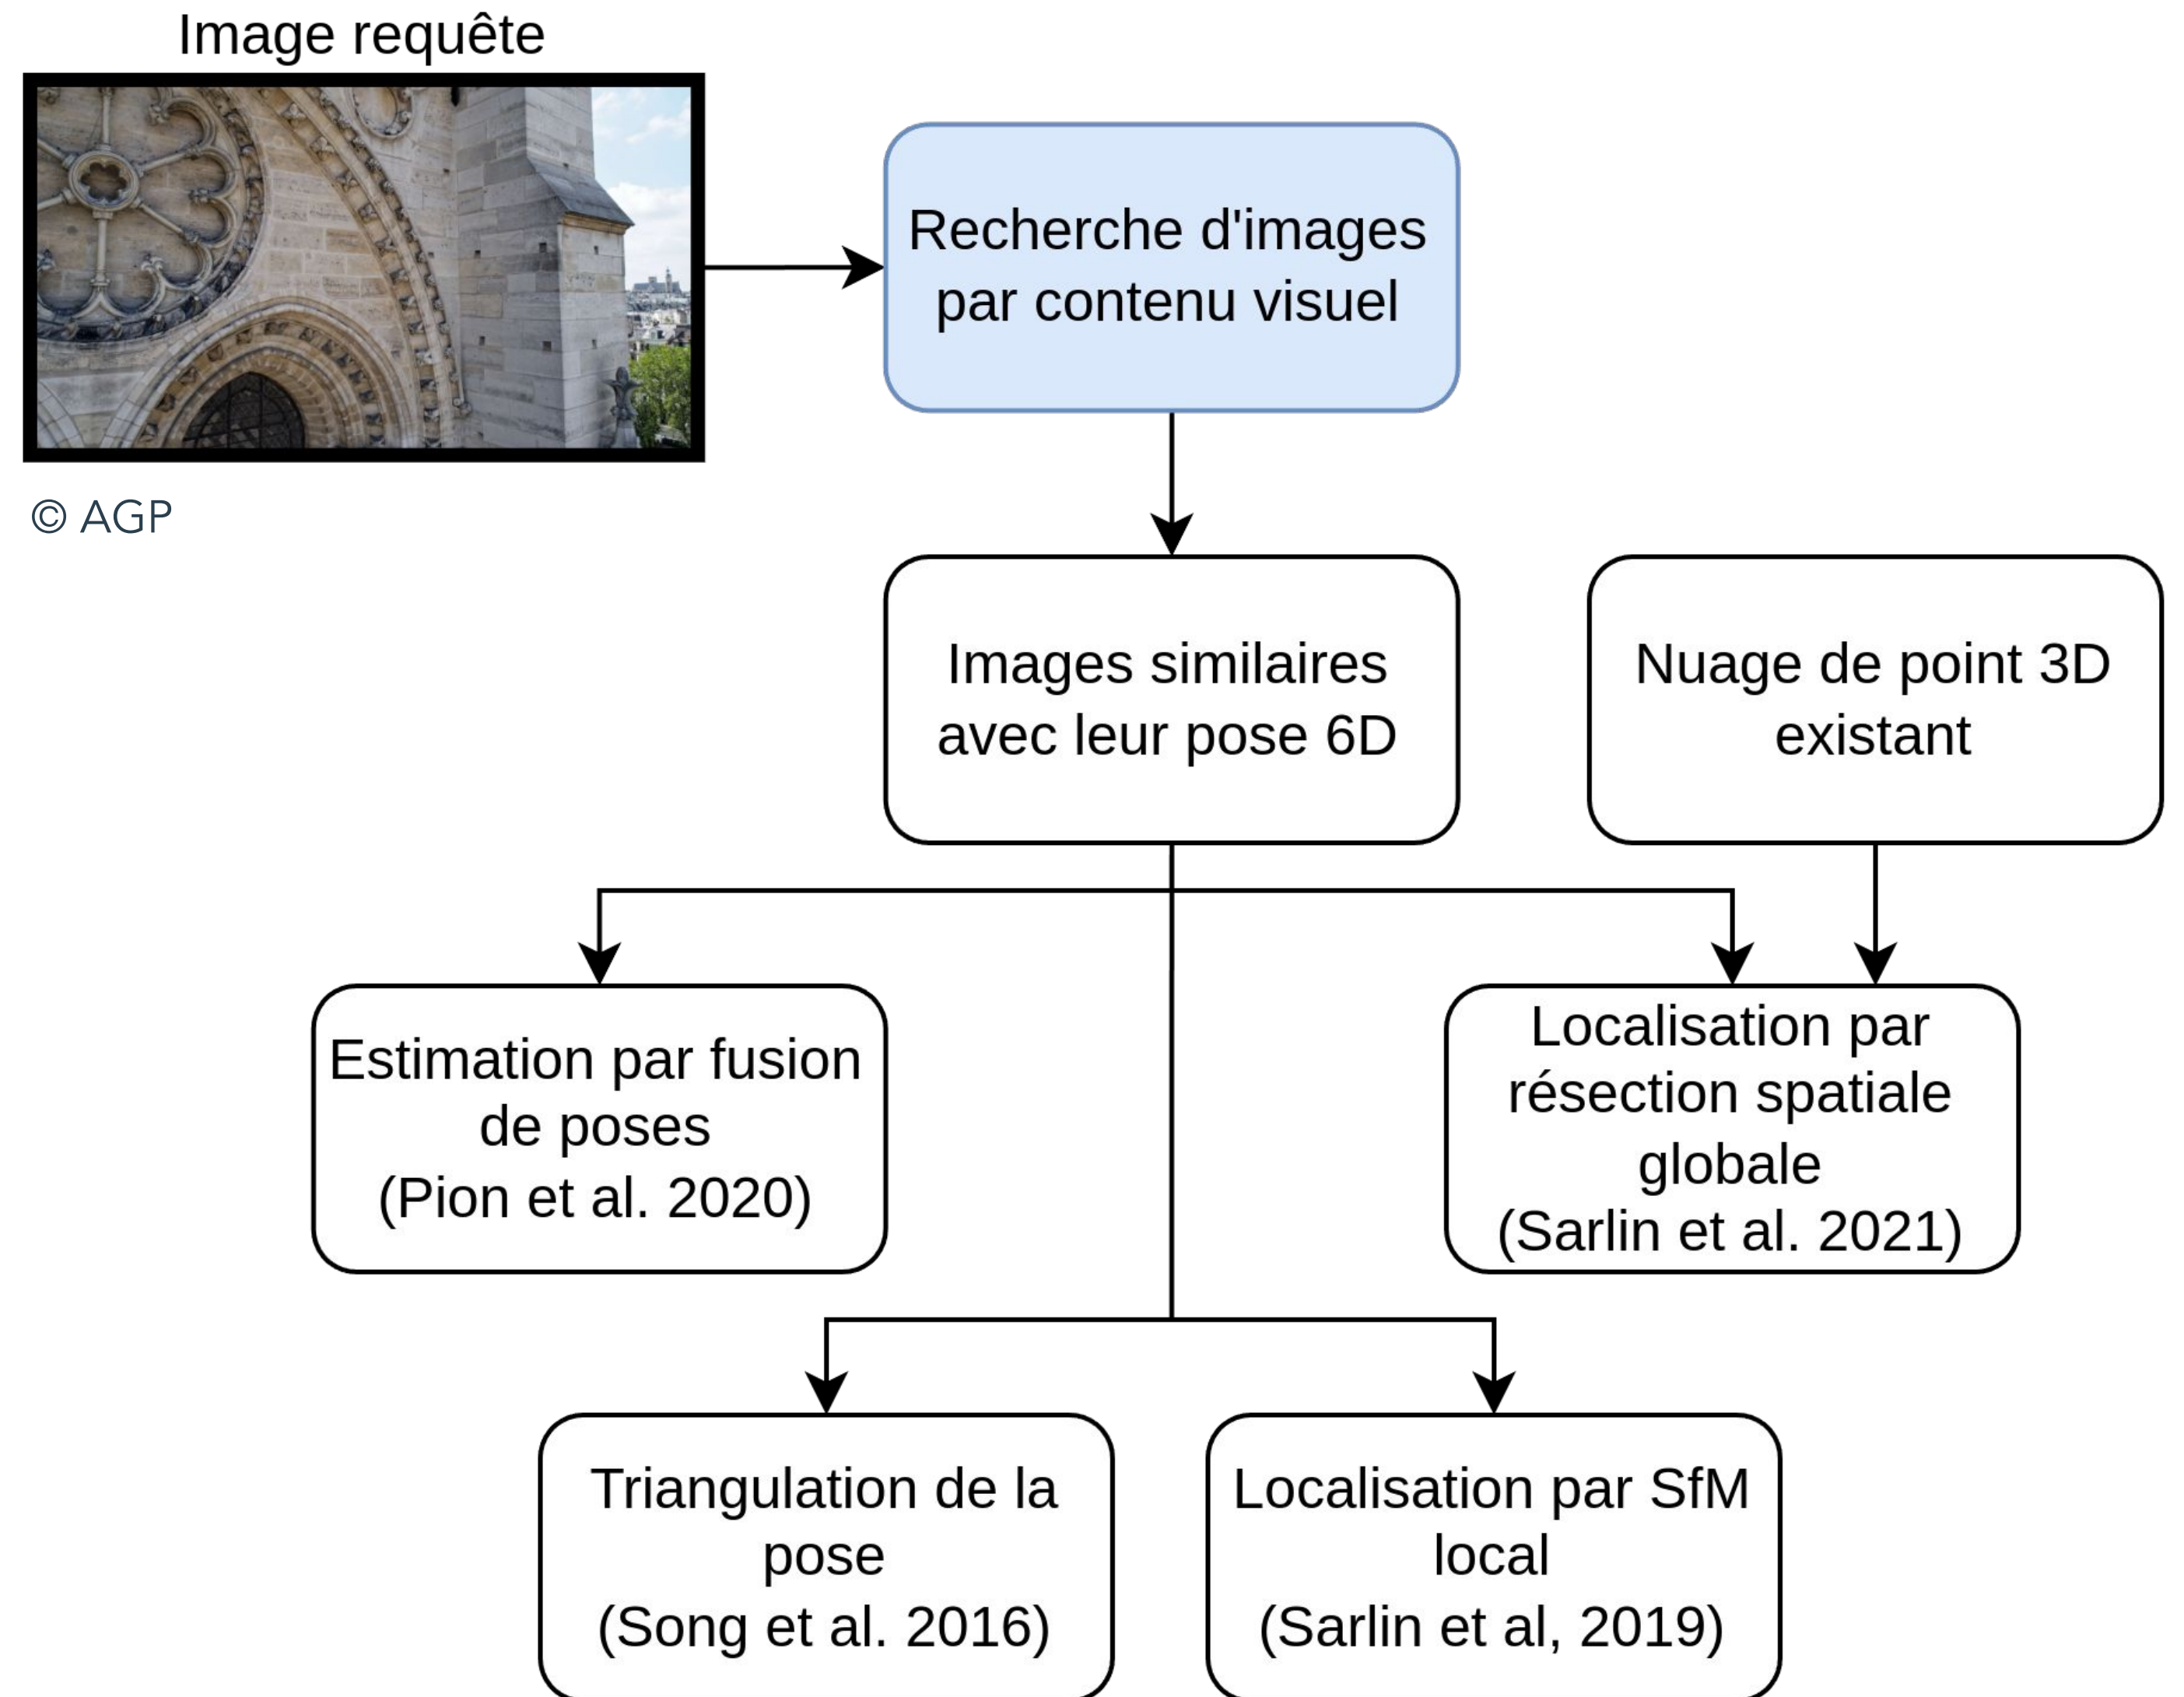 Image requête
Recherche d'images
par contenu visuel
© AGP
Images similaires
avec leur pose 6D
Nuage de point 3D
existant
Estimation par fusion
de poses
(Pion et al. 2020)
Localisation par
résection spatiale
globale
(Sarlin et al. 2021)
Triangulation de la
pose
(Song et al. 2016)
Localisation par SfM
local
(Sarlin et al, 2019)